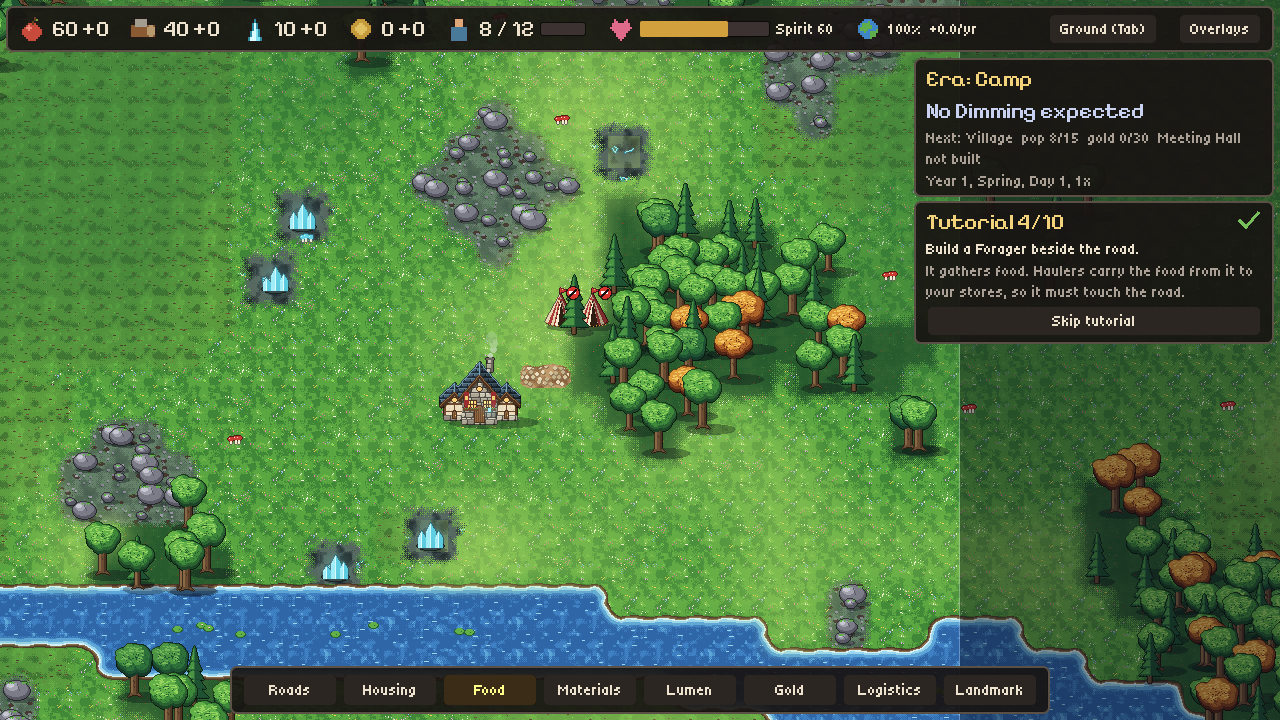 60 +0 40 +0 10 +0 0 +0 8 / 12 Spirit 60 100% +0.0/yr Ground (Tab) Overlays
Era: Camp
No Dimming expected
Next: Village pop 8/15 gold 0/30 Meeting Hall
not built
Year 1, Spring, Day 1, 1x
Tutorial 4/10
Build a Forager beside the road.
It gathers food. Haulers carry the food from it to
your stores, so it must touch the road.
Skip tutorial
Roads Housing Food Materials Lumen Gold Logistics Landmark